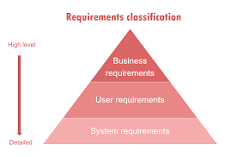 Requirements classification
High level
Business
requirements
User requirements
System requirements
Detailed